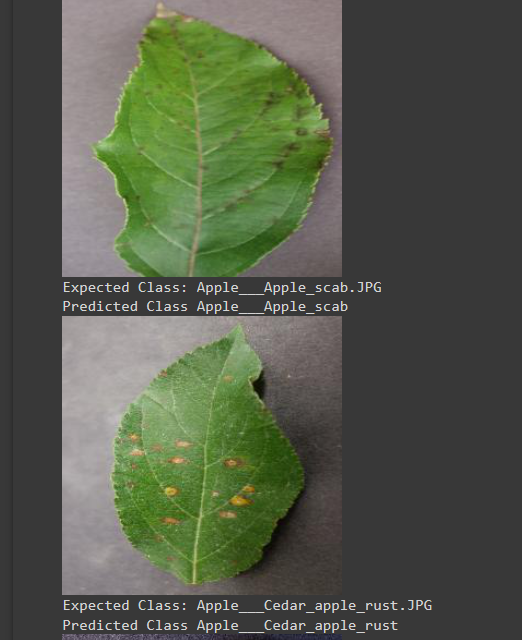 Expected Class: Apple___Apple_scab.JPG
Predicted Class Apple___Apple_scab
Expected Class: Apple___Cedar_apple_rust.JPG
Predicted Class Apple___Cedar_apple_rust